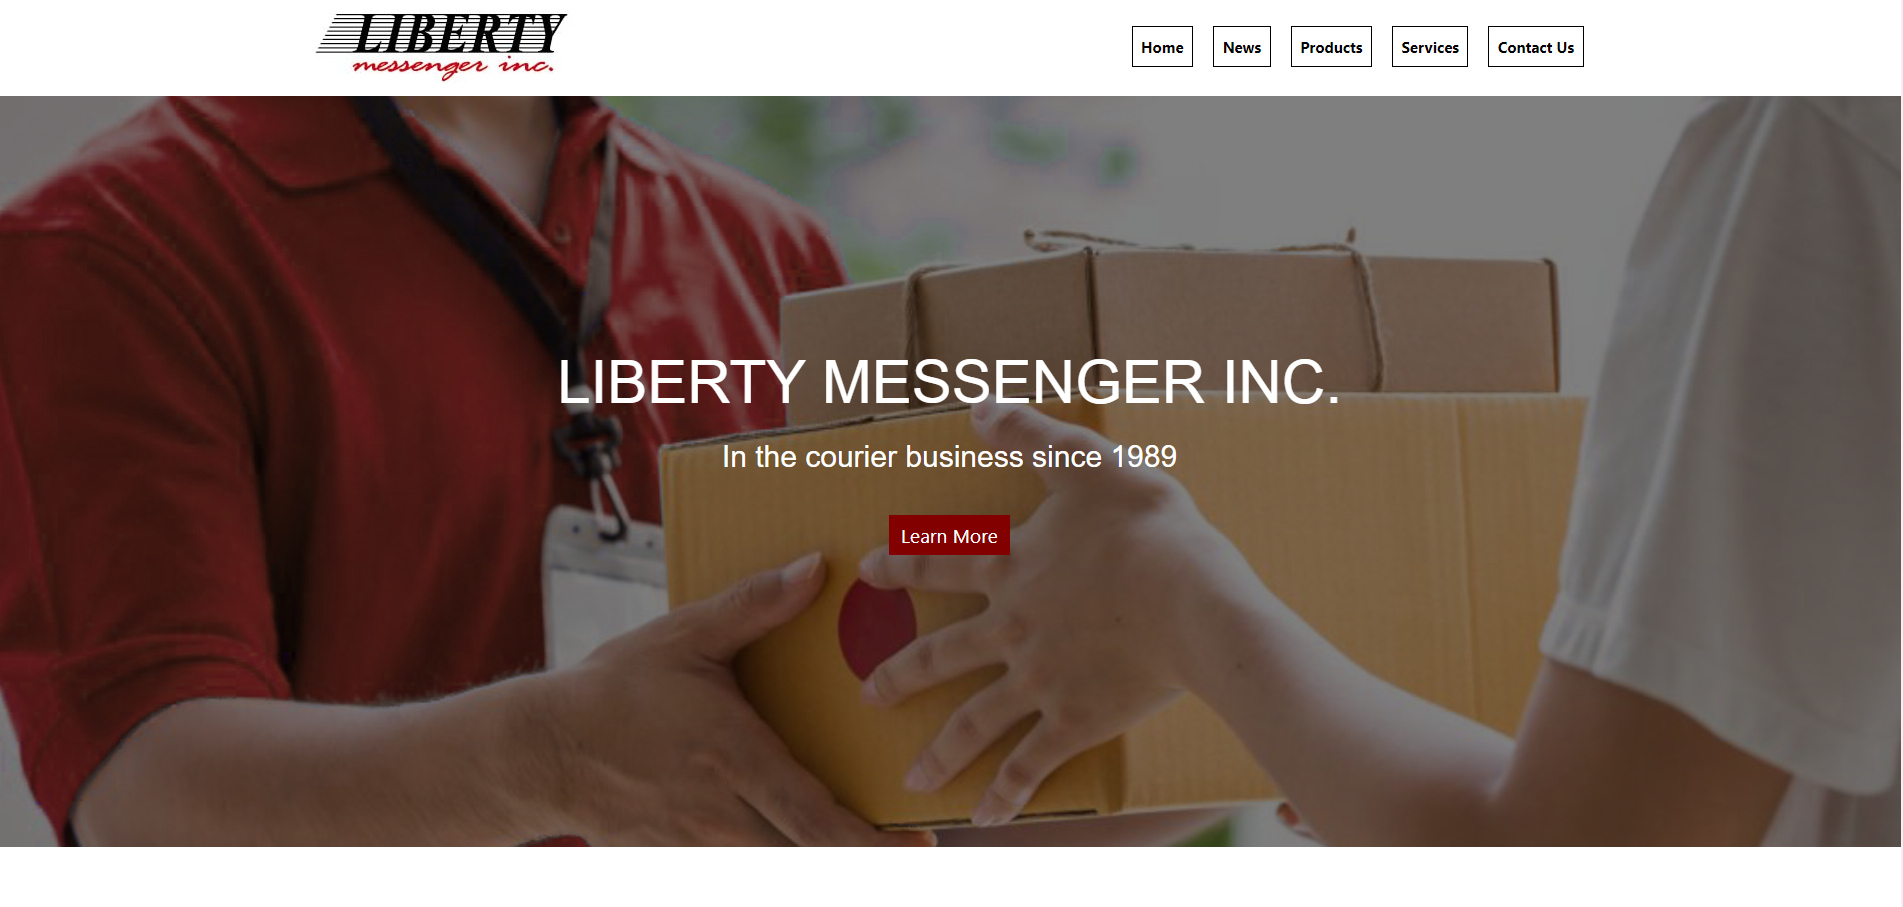 LIBERTY
messenger inc.
Home
News
Products
Services
Contact Us
LIBERTY MESSENGER INC.
In the courier business since 1989
Learn More